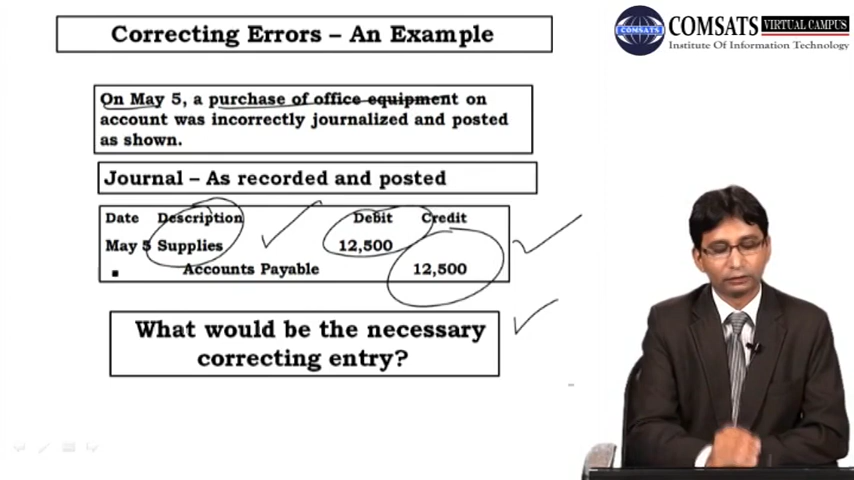 Correcting Errors – An Example
COMSATS VIRTUAL CAMPUS
Institute Of Information Technology
COMSATS
On May 5, a purchase of office equipment on
account was incorrectly journalized and posted
as shown.
Journal – As recorded and posted
Date Description Debit Credit
May 5 Supplies 12,500
Accounts Payable 12,500
What would be the necessary
correcting entry?